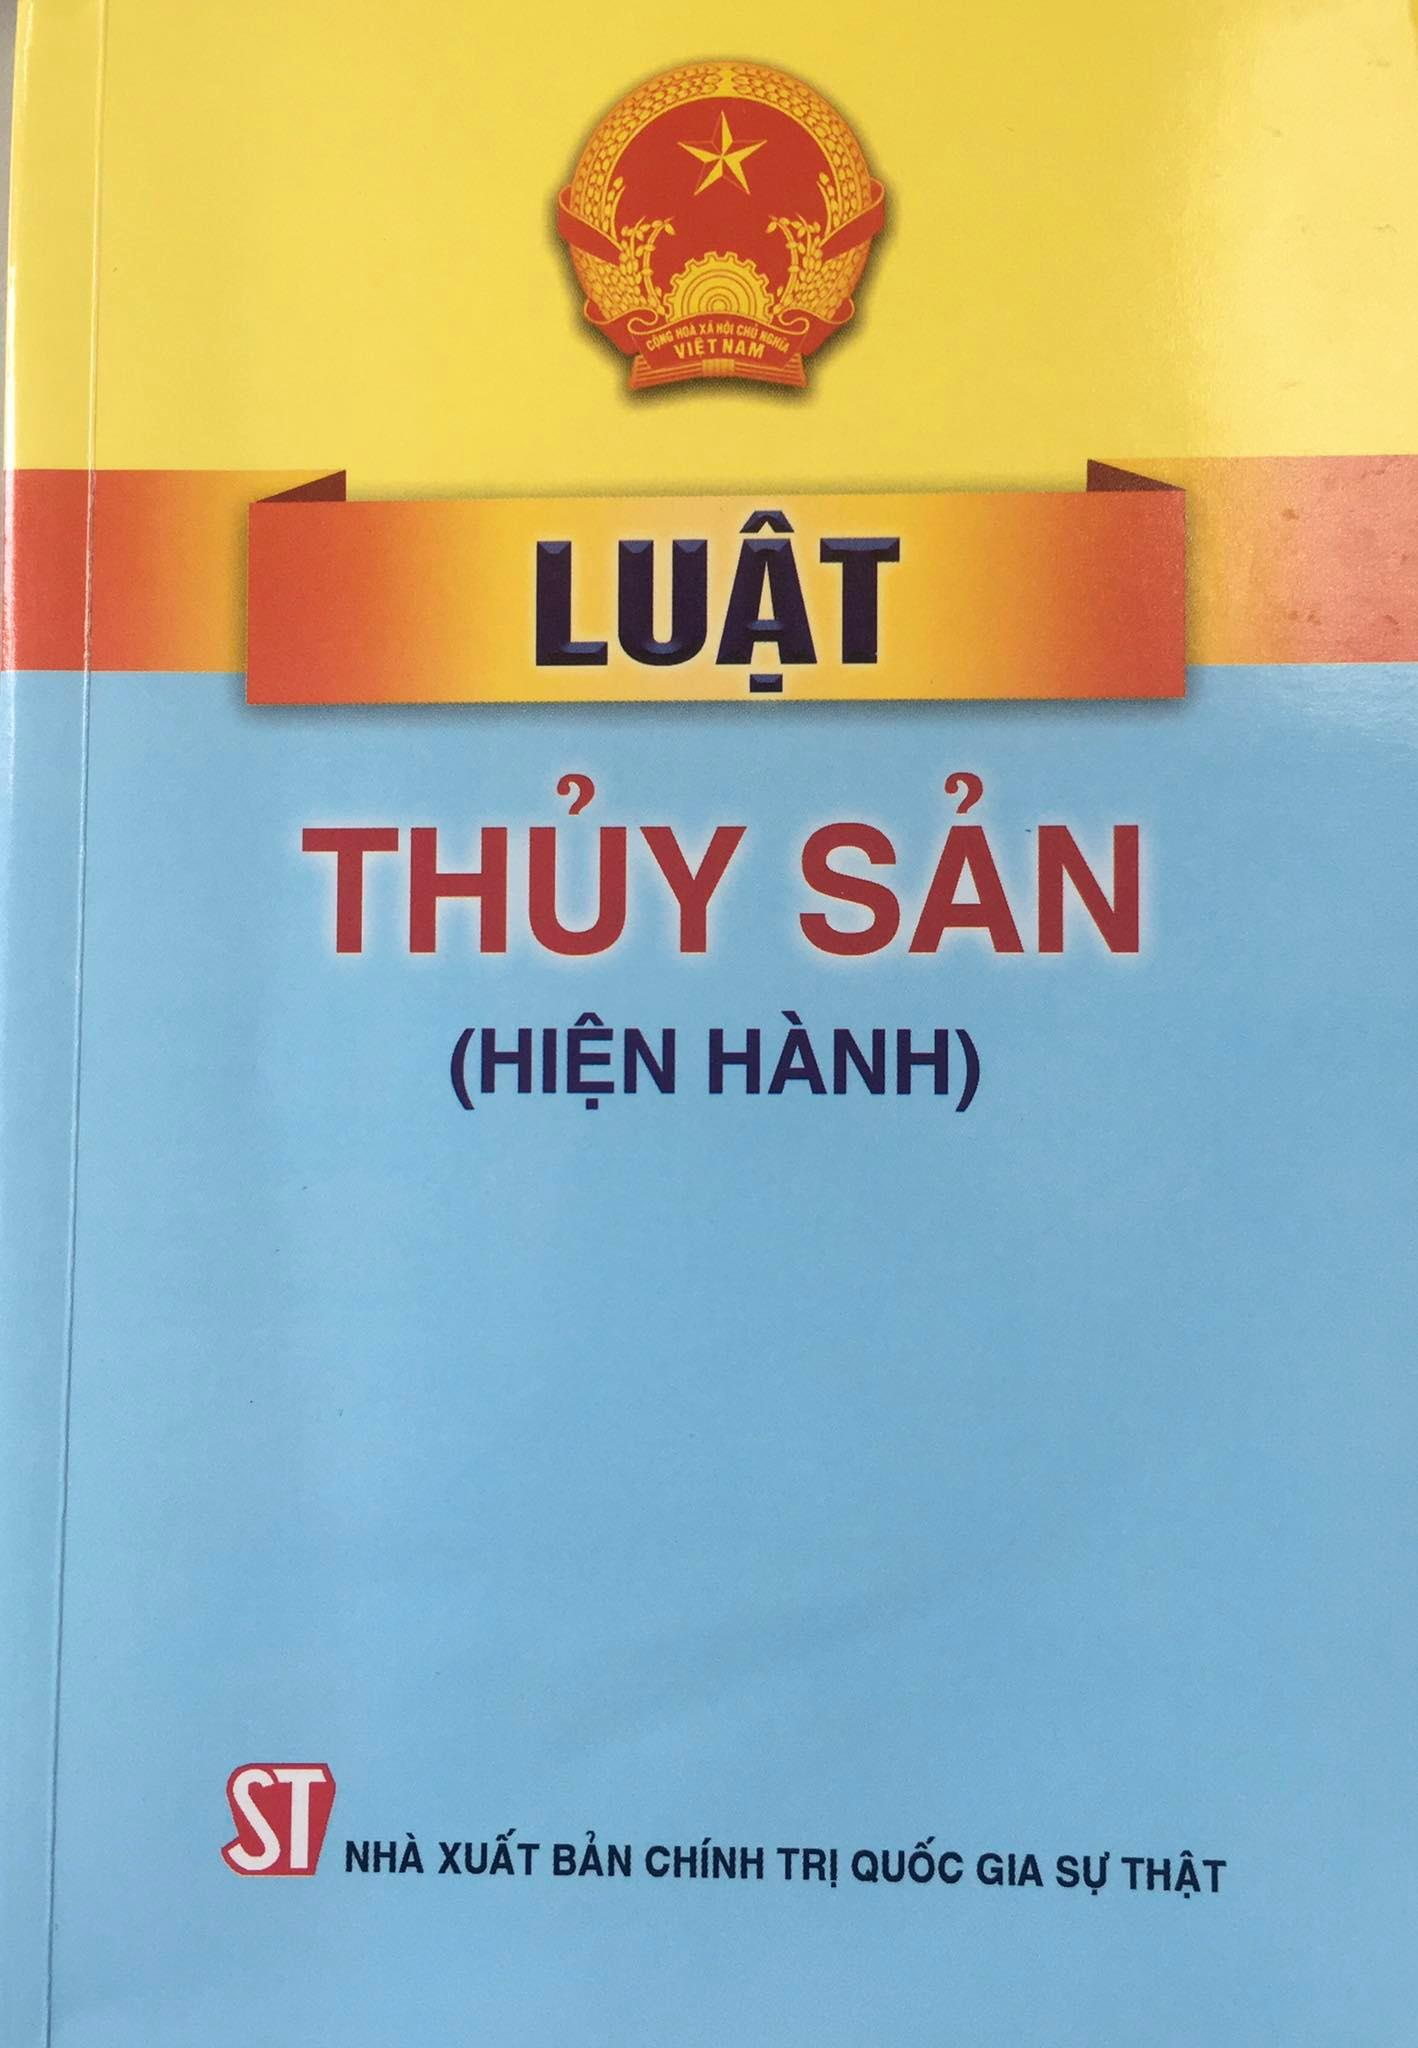 CỘNG HOÀ XÃ HỘI CHỦ NGHĨA
VIỆT NAM
LUẬT
THỦY SẢN
(HIỆN HÀNH)
ST
NHÀ XUẤT BẢN CHÍNH TRỊ QUỐC GIA SỰ THẬT